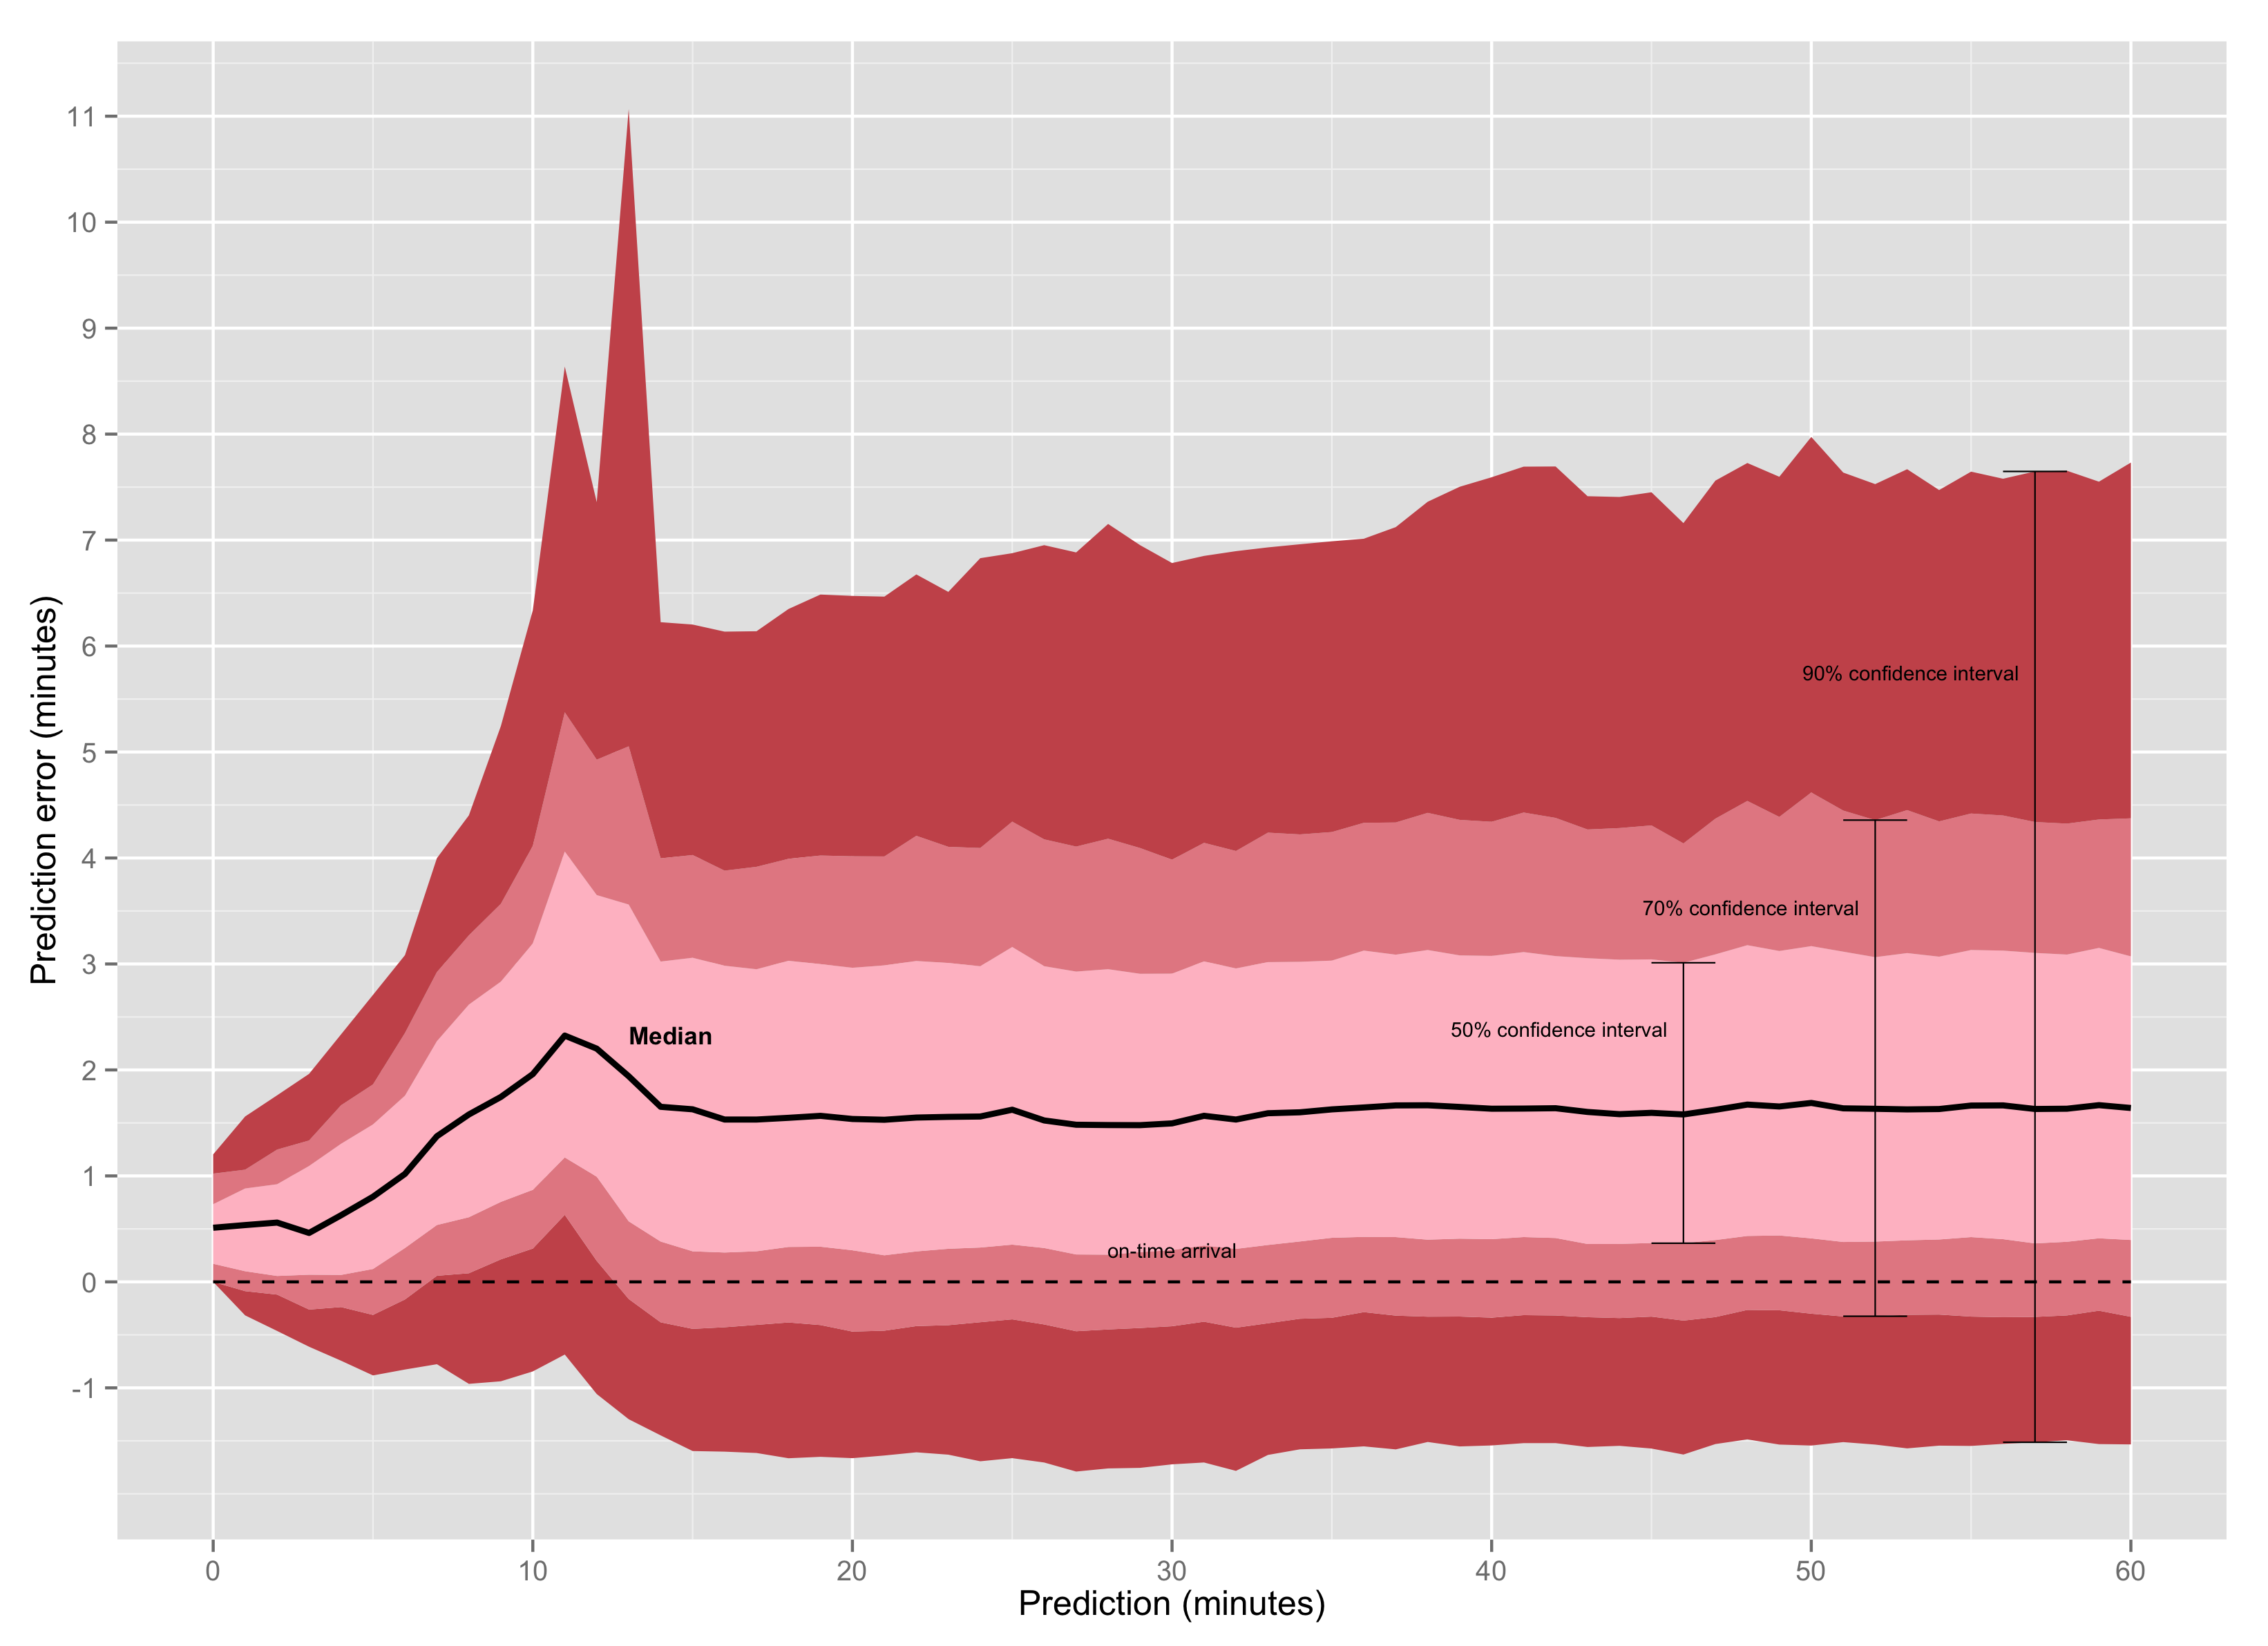 11
10
9
8
7
6
5
4
3
2
1
0
-1
Prediction error (minutes)
90% confidence interval
70% confidence interval
50% confidence interval
Median
on-time arrival
0 10 20 30 40 50 60
Prediction (minutes)